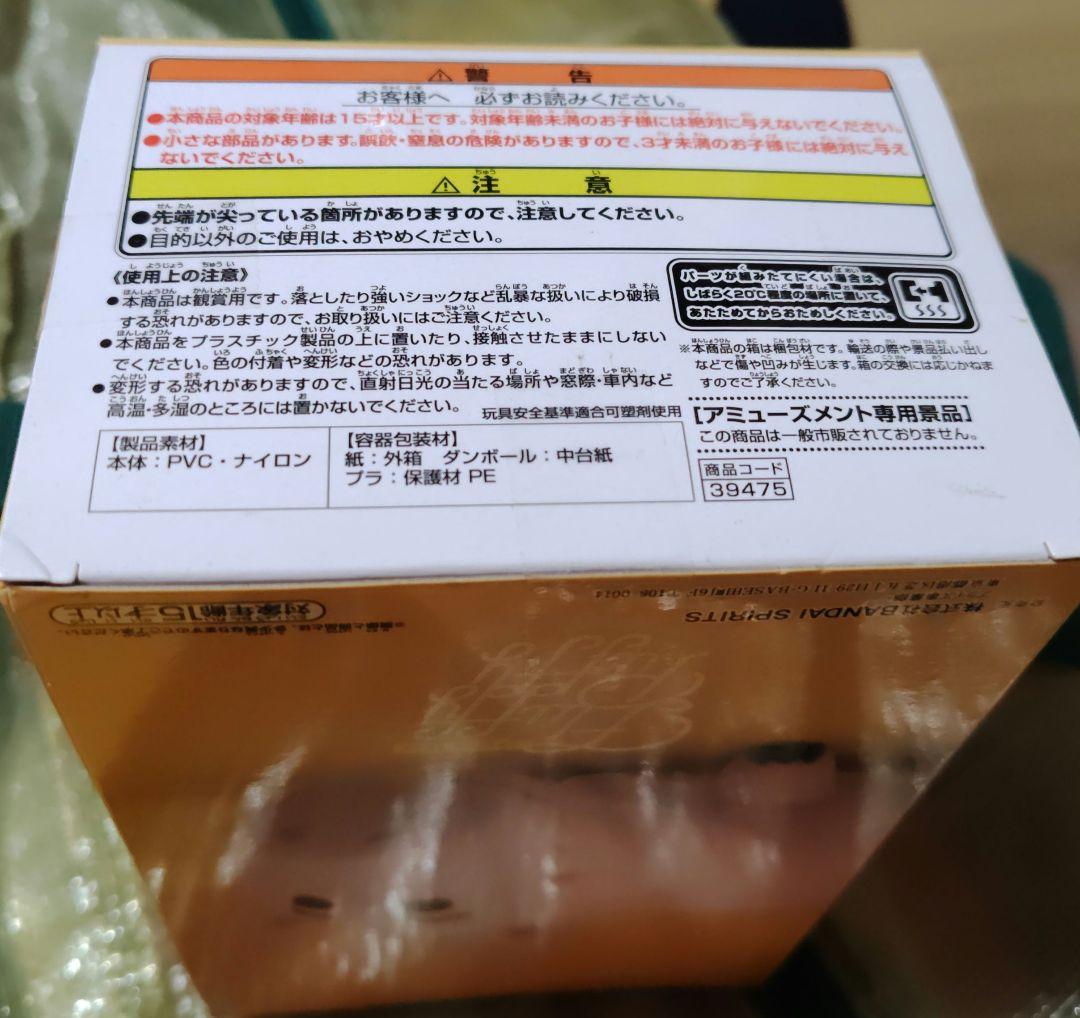 ⚠ 警 告
お客様へ 必ずお読みください。
●本商品の対象年齢は15才以上です。対象年齢未満のお子様には絶対に与えないでください。
●小さな部品があります。誤飲・窒息の危険がありますので、3才未満のお子様には絶対に与え
ないでください。
⚠ 注 意
●先端が尖っている箇所がありますので、注意してください。
●目的以外のご使用は、おやめください。
《使用上の注意》
●本商品は観賞用です。落としたり強いショックなど乱暴な扱いにより破損
する恐れがありますので、お取り扱いにはご注意ください。
●本商品をプラスチック製品の上に置いたり、接触させたままにしない
でください。色の付着や変形などの恐れがあります。
●変形する恐れがありますので、直射日光の当たる場所や窓際・車内など
高温・多湿のところには置かないでください。
玩具安全基準適合可塑剤使用
パーツが組みたてにくい場合は、
しばらく20℃程度の場所に置いて、
あたためてからおためしください。
※本商品の箱は梱包材です。輸送の際や景品払い出し
などで傷や凹みが生じます。箱の交換には応じかねま
すのでご了承ください。
[アミューズメント専用景品]
この商品は一般市販されておりません。
商品コード
39475
【製品素材】
本体:PVC・ナイロン
【容器包装材】
紙:外箱 ダンボール:中台紙
プラ:保護材 PE
対象年齢15才以上
株式会社BANDAI SPIRITS